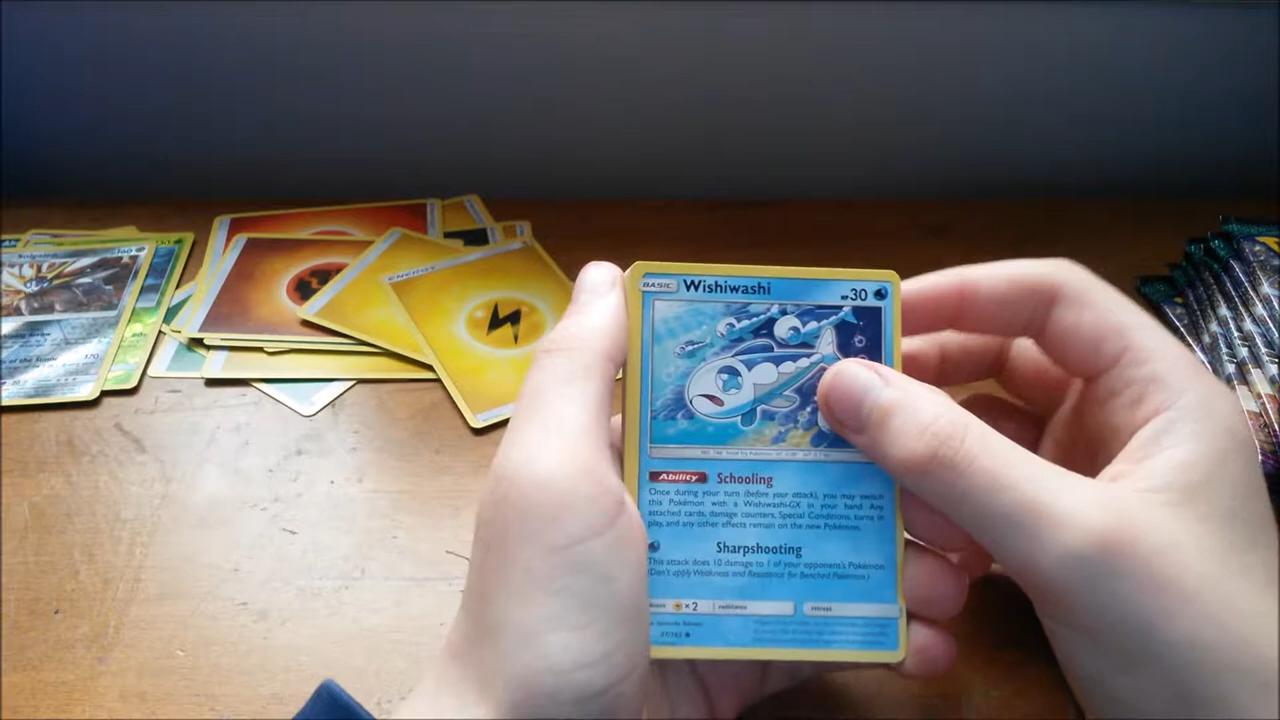 Solgaleo
160
ENERGY
BASIC Wishiwashi HP30
Ability Schooling
Once during your turn (before your attack), you may switch
this Pokémon with a Wishiwashi-GX in your hand. Any
attached cards, damage counters, Special Conditions, turns in
play, and any other effects remain on the new Pokémon.
Sharpshooting
This attack does 10 damage to 1 of your opponent's Pokémon.
(Don't apply Weakness and Resistance for Benched Pokémon.)
×2 resistance retreat
170